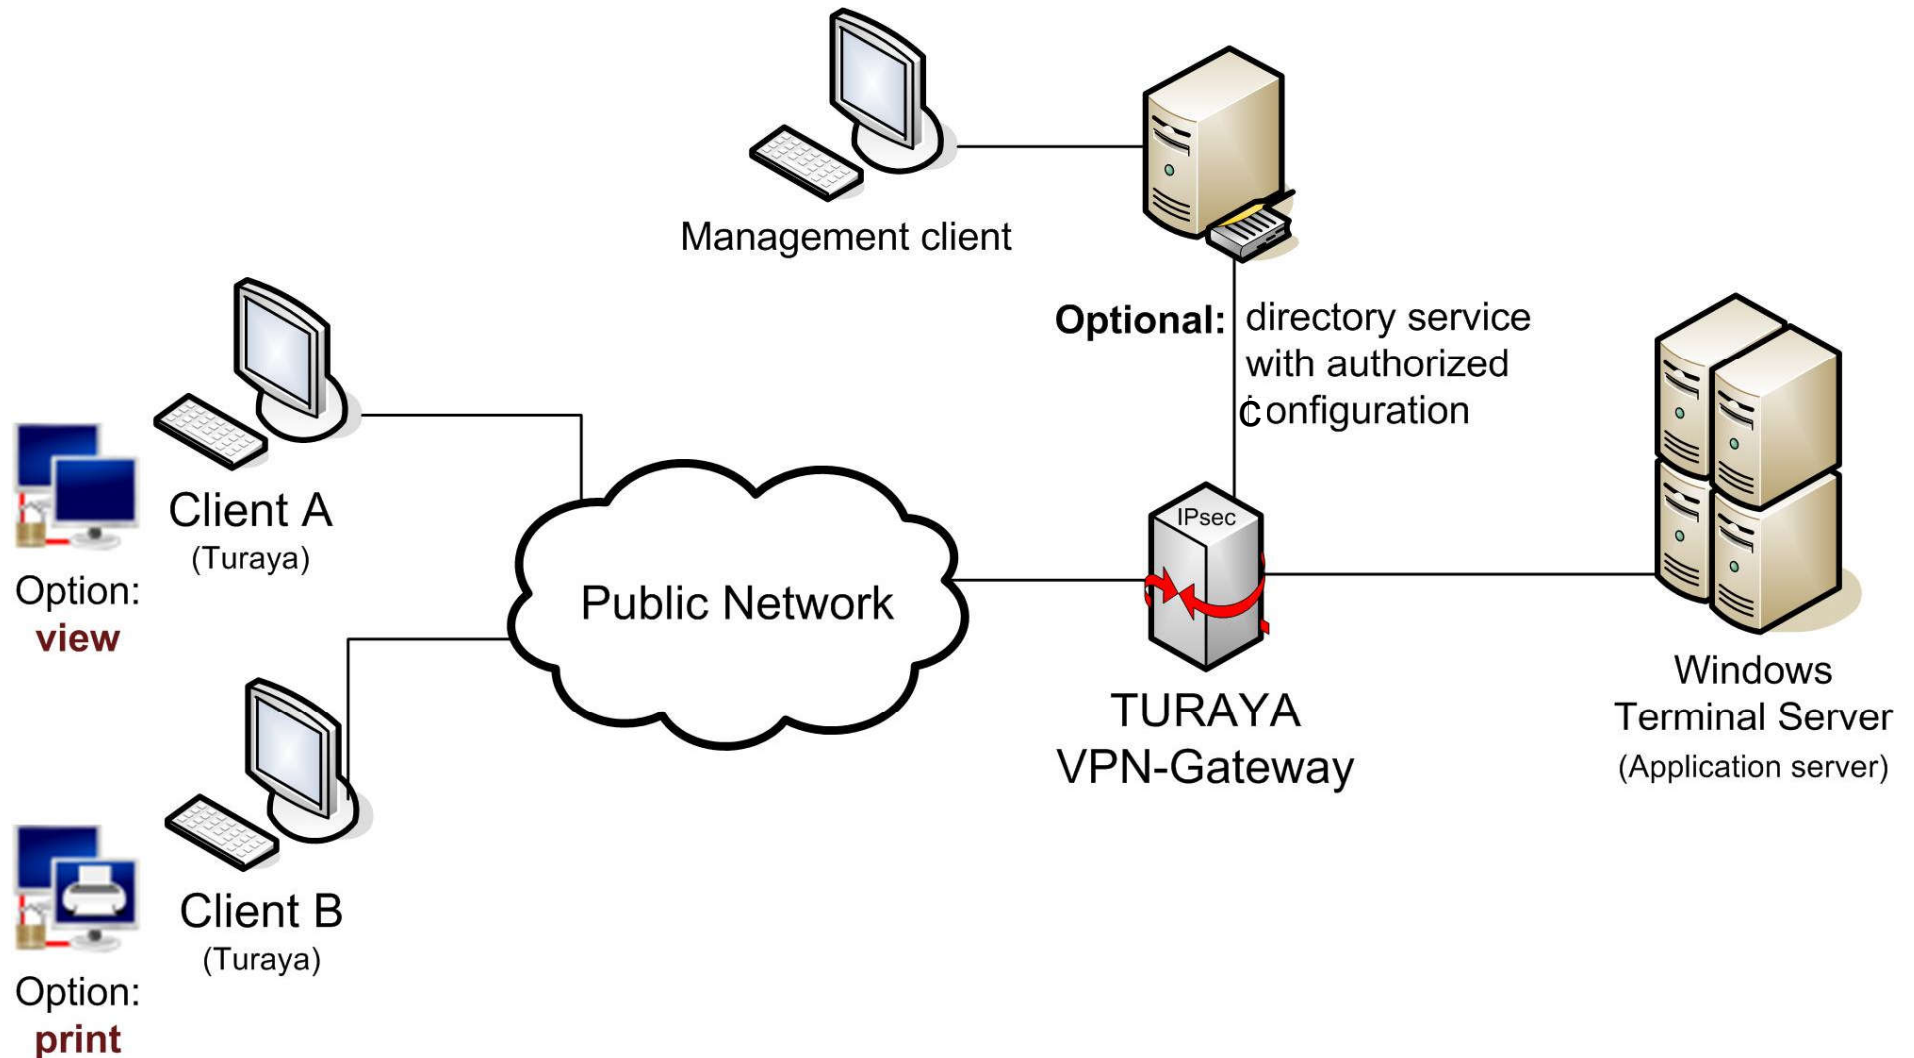 Management client
Optional: directory service
with authorized
configuration
Client A
(Turaya)
Option:
view
Public Network
IPsec
TURAYA
VPN-Gateway
Windows
Terminal Server
(Application server)
Client B
(Turaya)
Option:
print